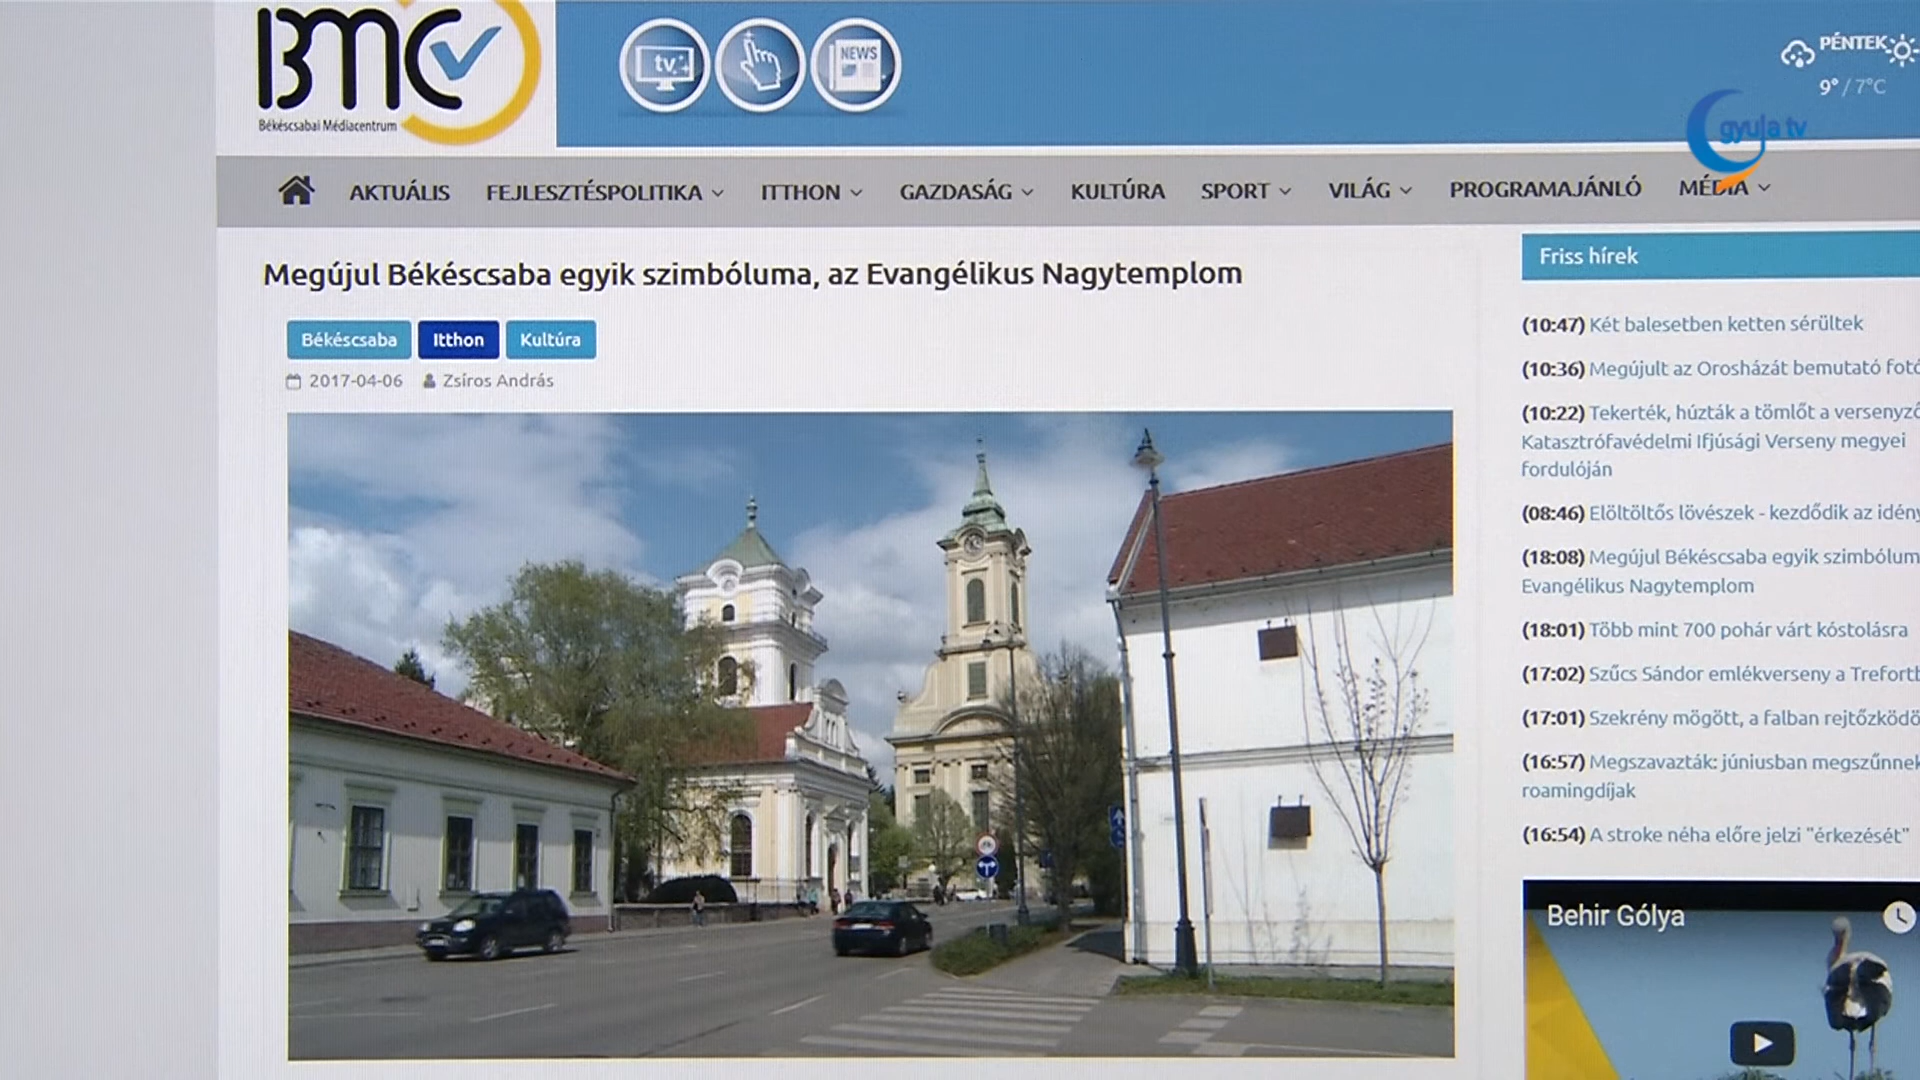 BMC
Békéscsabai Médiacentrum
tv
NEWS
PÉNTEK
9° / 7°C
gyula tv
AKTUÁLIS FEJLESZTÉSPOLITIKA ITTHON GAZDASÁG KULTÚRA SPORT VILÁG PROGRAMAJÁNLÓ MÉDIA
Megújul Békéscsaba egyik szimbóluma, az Evangélikus Nagytemplom
Békéscsaba Itthon Kultúra
2017-04-06 Zsíros András
Friss hírek
(10:47) Két balesetben ketten sérültek
(10:36) Megújult az Orosházát bemutató fotó
(10:22) Tekerték, húzták a tömlőt a versenyző
Katasztrófavédelmi Ifjúsági Verseny megyei
fordulóján
(08:46) Elöltöltős lövészek - kezdődik az idény
(18:08) Megújul Békéscsaba egyik szimbólum
Evangélikus Nagytemplom
(18:01) Több mint 700 pohár várt kóstolásra
(17:02) Szűcs Sándor emlékverseny a Trefort
(17:01) Szekrény mögött, a falban rejtőzködö
(16:57) Megszavazták: júniusban megszűnnek
roamingdíjak
(16:54) A stroke néha előre jelzi "érkezését"
Behir Gólya